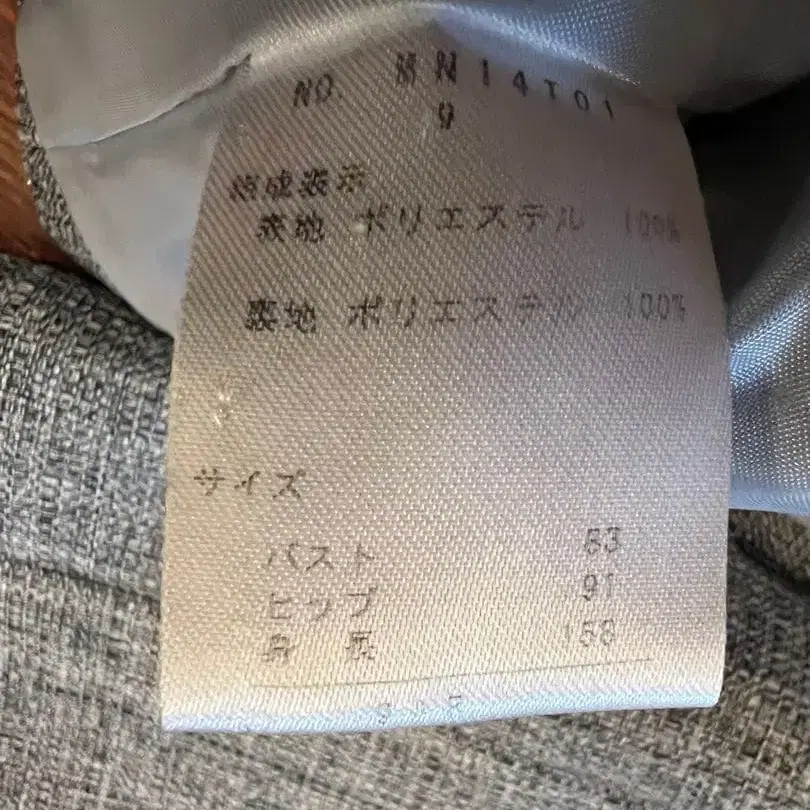 NO. MN14T01
9
組成表示
表地 ポリエステル 100%
裏地 ポリエステル 100%
サイズ
バスト 83
ヒップ 91
身長 158